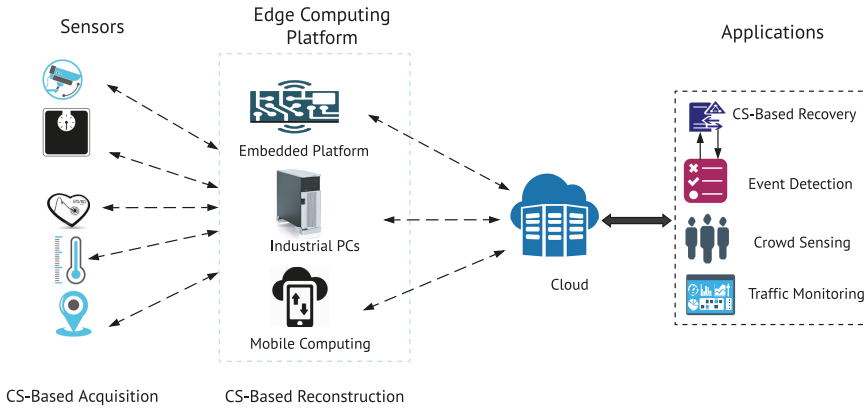 Sensors
Edge Computing
Platform
Applications
Embedded Platform
Industrial PCs
Mobile Computing
Cloud
CS-Based Recovery
Event Detection
Crowd Sensing
Traffic Monitoring
CS-Based Acquisition
CS-Based Reconstruction